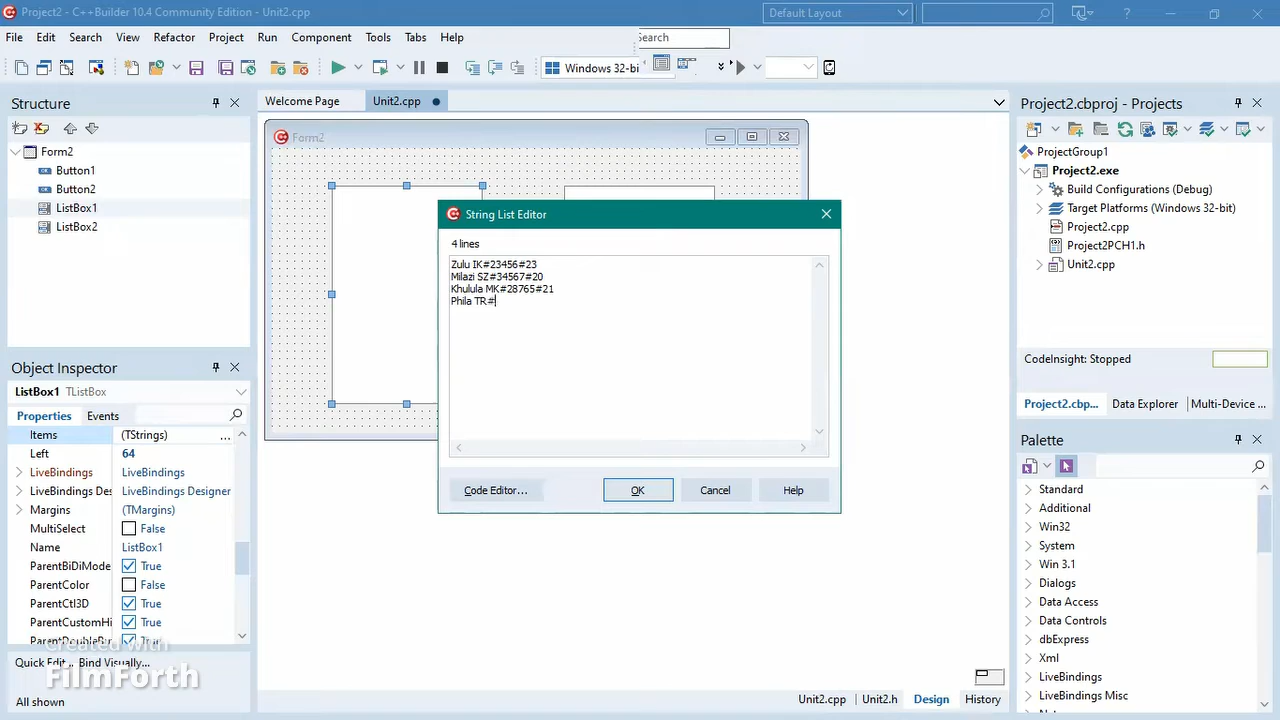 Project2 - C++Builder 10.4 Community Edition - Unit2.cpp
Default Layout
?
File Edit Search View Refactor Project Run Component Tools Tabs Help
Search
Windows 32-bi
Structure
Form2
Button1
Button2
ListBox1
ListBox2
Object Inspector
ListBox1 TListBox
Properties Events
Items (TStrings) ...
Left 64
LiveBindings LiveBindings
LiveBindings Des LiveBindings Designer
Margins (TMargins)
MultiSelect False
Name ListBox1
ParentBiDiMode True
ParentColor False
ParentCtl3D True
ParentCustomHi True
ParentDoubleB True
Quick Edit... Bind Visually...
All shown
Created with
FilmForth
Welcome Page Unit2.cpp
Form2
String List Editor
4 lines
Zulu IK#23456#23
Milazi SZ#34567#20
Khulula MK#28765#21
Phila TR#
Code Editor... OK Cancel Help
Unit2.cpp Unit2.h Design History
Project2.cbproj - Projects
ProjectGroup1
Project2.exe
Build Configurations (Debug)
Target Platforms (Windows 32-bit)
Project2.cpp
Project2PCH1.h
Unit2.cpp
CodeInsight: Stopped
Project2.cbp... Data Explorer Multi-Device ...
Palette
Standard
Additional
Win32
System
Win 3.1
Dialogs
Data Access
Data Controls
dbExpress
Xml
LiveBindings
LiveBindings Misc